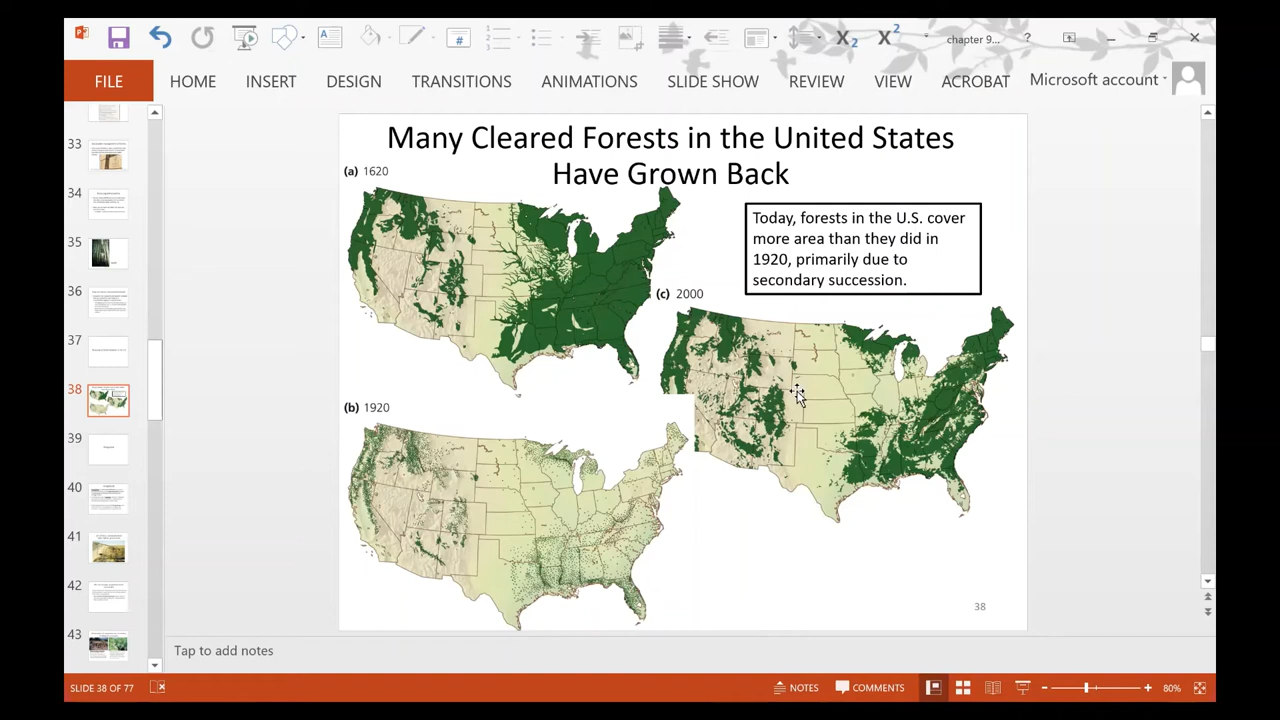 chapter 9...
?
FILE
HOME
INSERT
DESIGN
TRANSITIONS
ANIMATIONS
SLIDE SHOW
REVIEW
VIEW
ACROBAT
Microsoft account
33
34
35
36
37
38
39
40
41
42
43
Many Cleared Forests in the United States
Have Grown Back
(a) 1620
Today, forests in the U.S. cover
more area than they did in
1920, primarily due to
secondary succession.
(c) 2000
(b) 1920
38
Tap to add notes
SLIDE 38 OF 77
NOTES
COMMENTS
80%